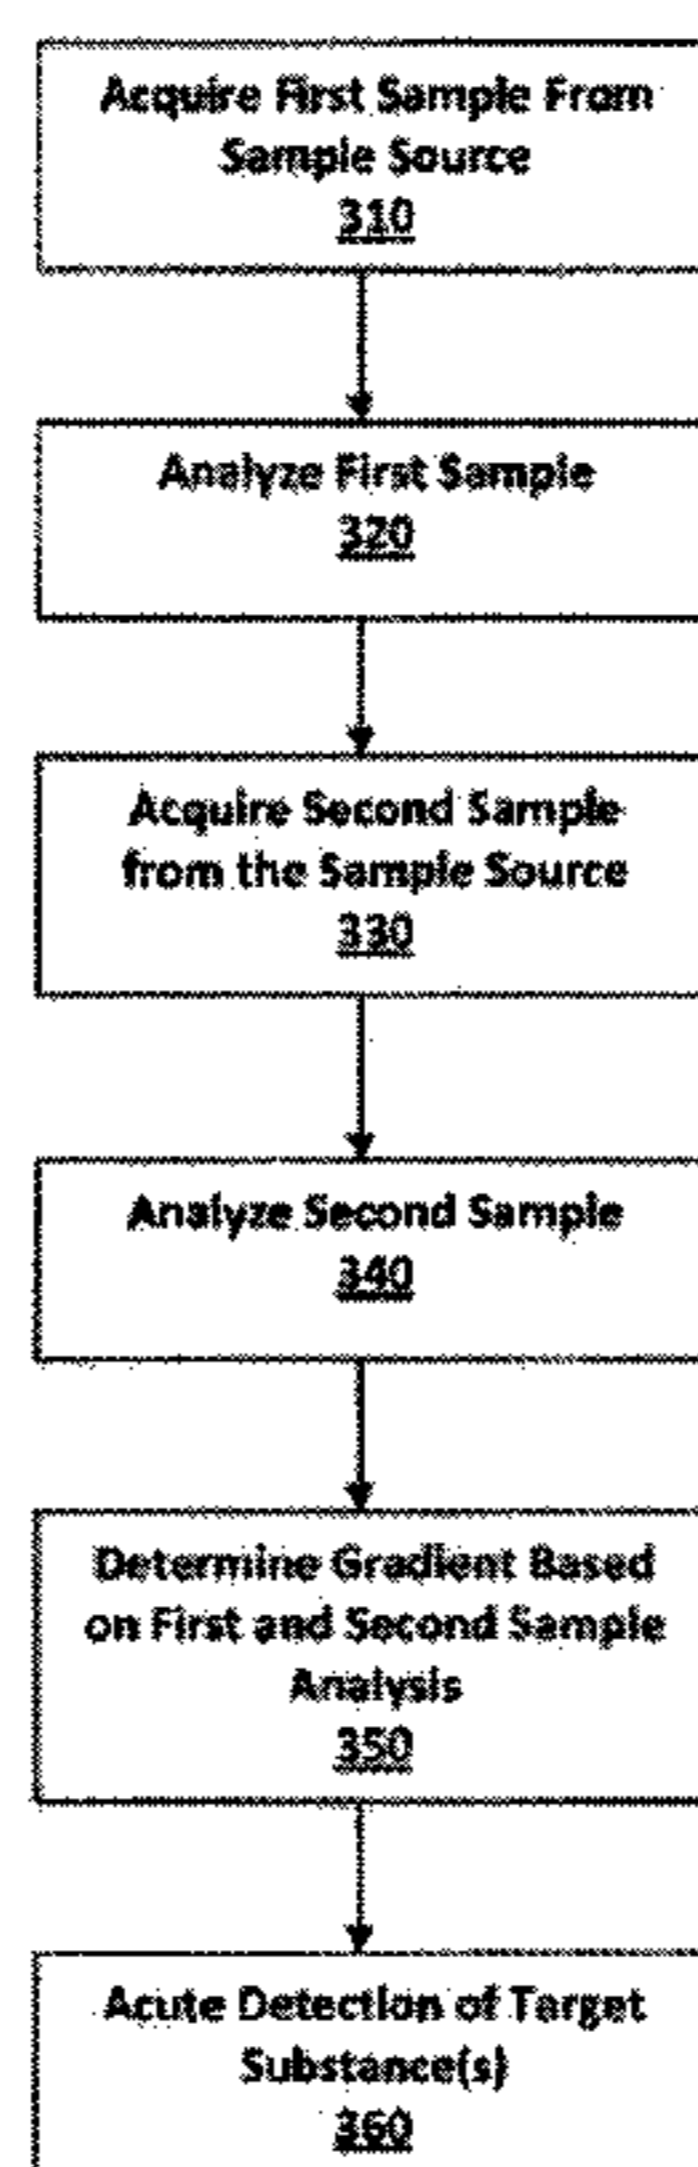 Acquire First Sample From
Sample Source
310
Analyze First Sample
320
Acquire Second Sample
from the Sample Source
330
Analyze Second Sample
340
Determine Gradient Based
on First and Second Sample
Analysis
350
Acute Detection of Target
Substance(s)
360